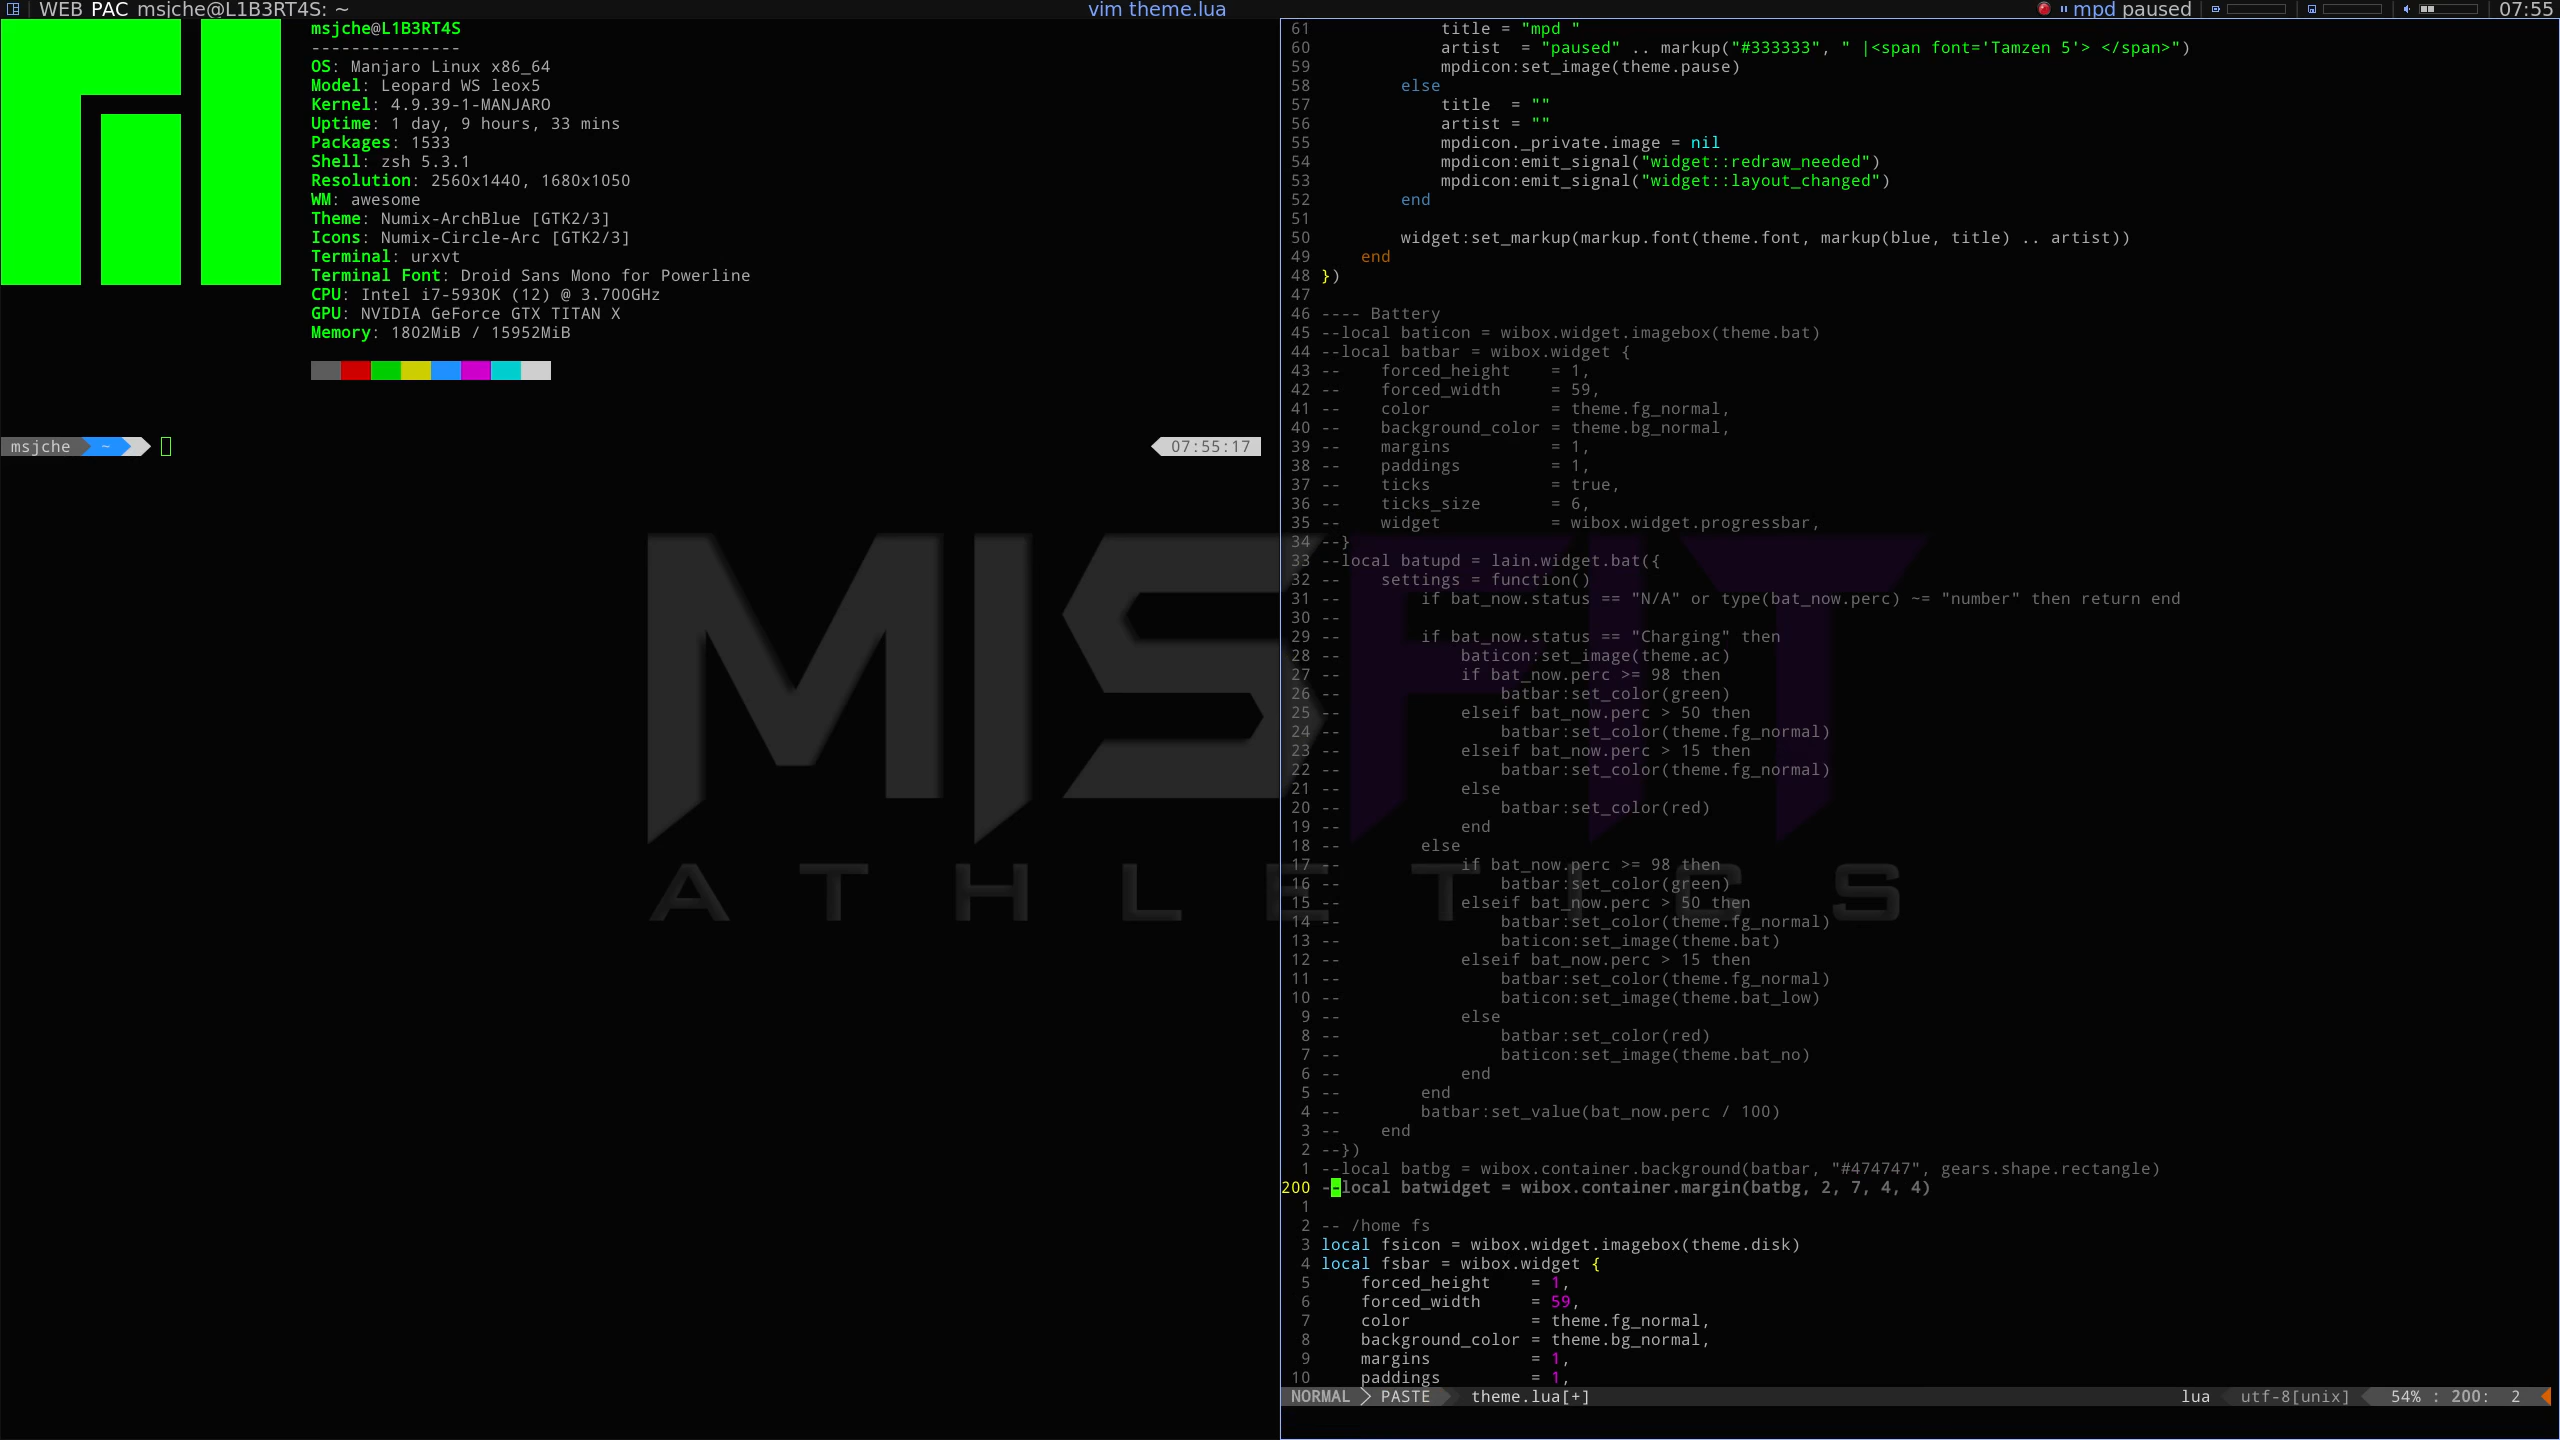 WEB PAC msjche@L1B3RT4S: ~
vim theme.lua
mpd paused
07:55
msjche@L1B3RT4S
---------------
OS: Manjaro Linux x86_64
Model: Leopard WS leox5
Kernel: 4.9.39-1-MANJARO
Uptime: 1 day, 9 hours, 33 mins
Packages: 1533
Shell: zsh 5.3.1
Resolution: 2560x1440, 1680x1050
WM: awesome
Theme: Numix-ArchBlue [GTK2/3]
Icons: Numix-Circle-Arc [GTK2/3]
Terminal: urxvt
Terminal Font: Droid Sans Mono for Powerline
CPU: Intel i7-5930K (12) @ 3.700GHz
GPU: NVIDIA GeForce GTX TITAN X
Memory: 1802MiB / 15952MiB
msjche ~
07:55:17
MISFIT
ATHLETICS
61             title = "mpd "
60             artist  = "paused" .. markup("#333333", " |<span font='Tamzen 5'> </span>")
59             mpdicon:set_image(theme.pause)
58         else
57             title  = ""
56             artist = ""
55             mpdicon._private.image = nil
54             mpdicon:emit_signal("widget::redraw_needed")
53             mpdicon:emit_signal("widget::layout_changed")
52         end
51
50         widget:set_markup(markup.font(theme.font, markup(blue, title) .. artist))
49     end
48 })
47
46 ---- Battery
45 --local baticon = wibox.widget.imagebox(theme.bat)
44 --local batbar = wibox.widget {
43 --    forced_height    = 1,
42 --    forced_width     = 59,
41 --    color            = theme.fg_normal,
40 --    background_color = theme.bg_normal,
39 --    margins          = 1,
38 --    paddings         = 1,
37 --    ticks            = true,
36 --    ticks_size       = 6,
35 --    widget           = wibox.widget.progressbar,
34 --}
33 --local batupd = lain.widget.bat({
32 --    settings = function()
31 --        if bat_now.status == "N/A" or type(bat_now.perc) ~= "number" then return end
30 --
29 --        if bat_now.status == "Charging" then
28 --            baticon:set_image(theme.ac)
27 --            if bat_now.perc >= 98 then
26 --                batbar:set_color(green)
25 --            elseif bat_now.perc > 50 then
24 --                batbar:set_color(theme.fg_normal)
23 --            elseif bat_now.perc > 15 then
22 --                batbar:set_color(theme.fg_normal)
21 --            else
20 --                batbar:set_color(red)
19 --            end
18 --        else
17 --            if bat_now.perc >= 98 then
16 --                batbar:set_color(green)
15 --            elseif bat_now.perc > 50 then
14 --                batbar:set_color(theme.fg_normal)
13 --                baticon:set_image(theme.bat)
12 --            elseif bat_now.perc > 15 then
11 --                batbar:set_color(theme.fg_normal)
10 --                baticon:set_image(theme.bat_low)
9 --            else
8 --                batbar:set_color(red)
7 --                baticon:set_image(theme.bat_no)
6 --            end
5 --        end
4 --        batbar:set_value(bat_now.perc / 100)
3 --    end
2 --})
1 --local batbg = wibox.container.background(batbar, "#474747", gears.shape.rectangle)
200 --local batwidget = wibox.container.margin(batbg, 2, 7, 4, 4)
1
2 -- /home fs
3 local fsicon = wibox.widget.imagebox(theme.disk)
4 local fsbar = wibox.widget {
5     forced_height    = 1,
6     forced_width     = 59,
7     color            = theme.fg_normal,
8     background_color = theme.bg_normal,
9     margins          = 1,
10     paddings         = 1,
NORMAL PASTE theme.lua[+] lua utf-8[unix] 54% : 200: 2